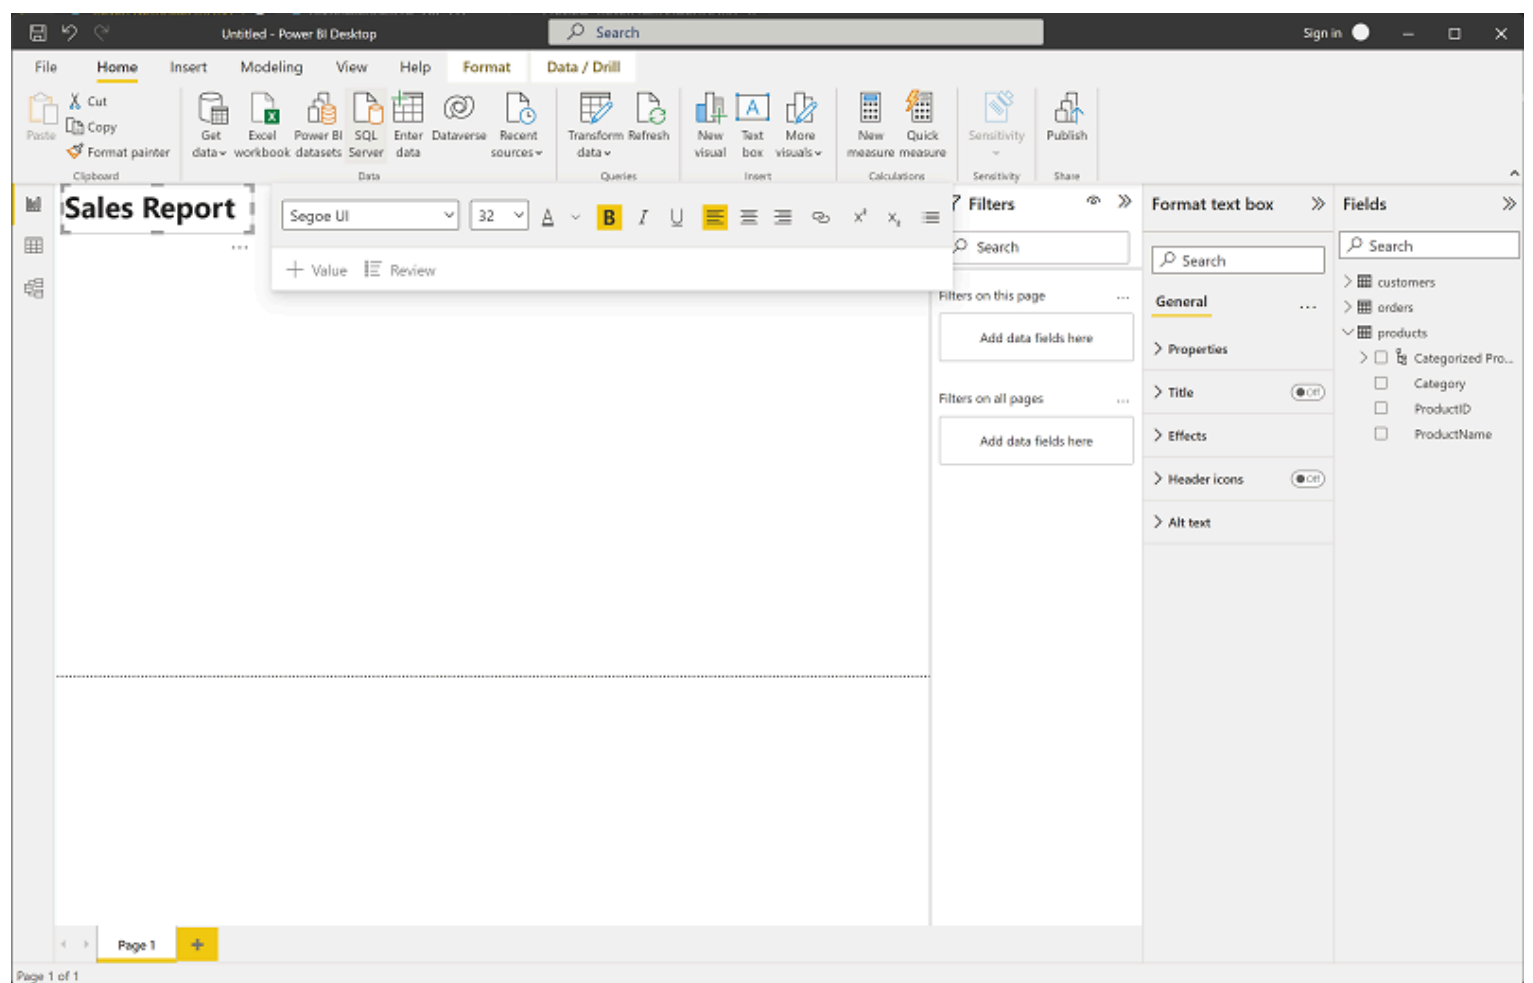 Untitled - Power BI Desktop
Search
Sign in
File Home Insert Modeling View Help Format Data / Drill
Paste
Cut
Copy
Format painter
Clipboard
Get data
Excel workbook
Power BI datasets
SQL Server
Enter data
Dataverse
Recent sources
Data
Transform data
Refresh
Queries
New visual
Text box
More visuals
Insert
New measure
Quick measure
Calculations
Sensitivity
Sensitivity
Publish
Share
Sales Report
Segoe UI
32
A
B I U
Value
Review
Filters
Search
Filters on this page
Add data fields here
Filters on all pages
Add data fields here
Format text box
Search
General
Properties
Title Off
Effects
Header icons Off
Alt text
Fields
Search
customers
orders
products
Categorized Pro...
Category
ProductID
ProductName
Page 1
Page 1 of 1